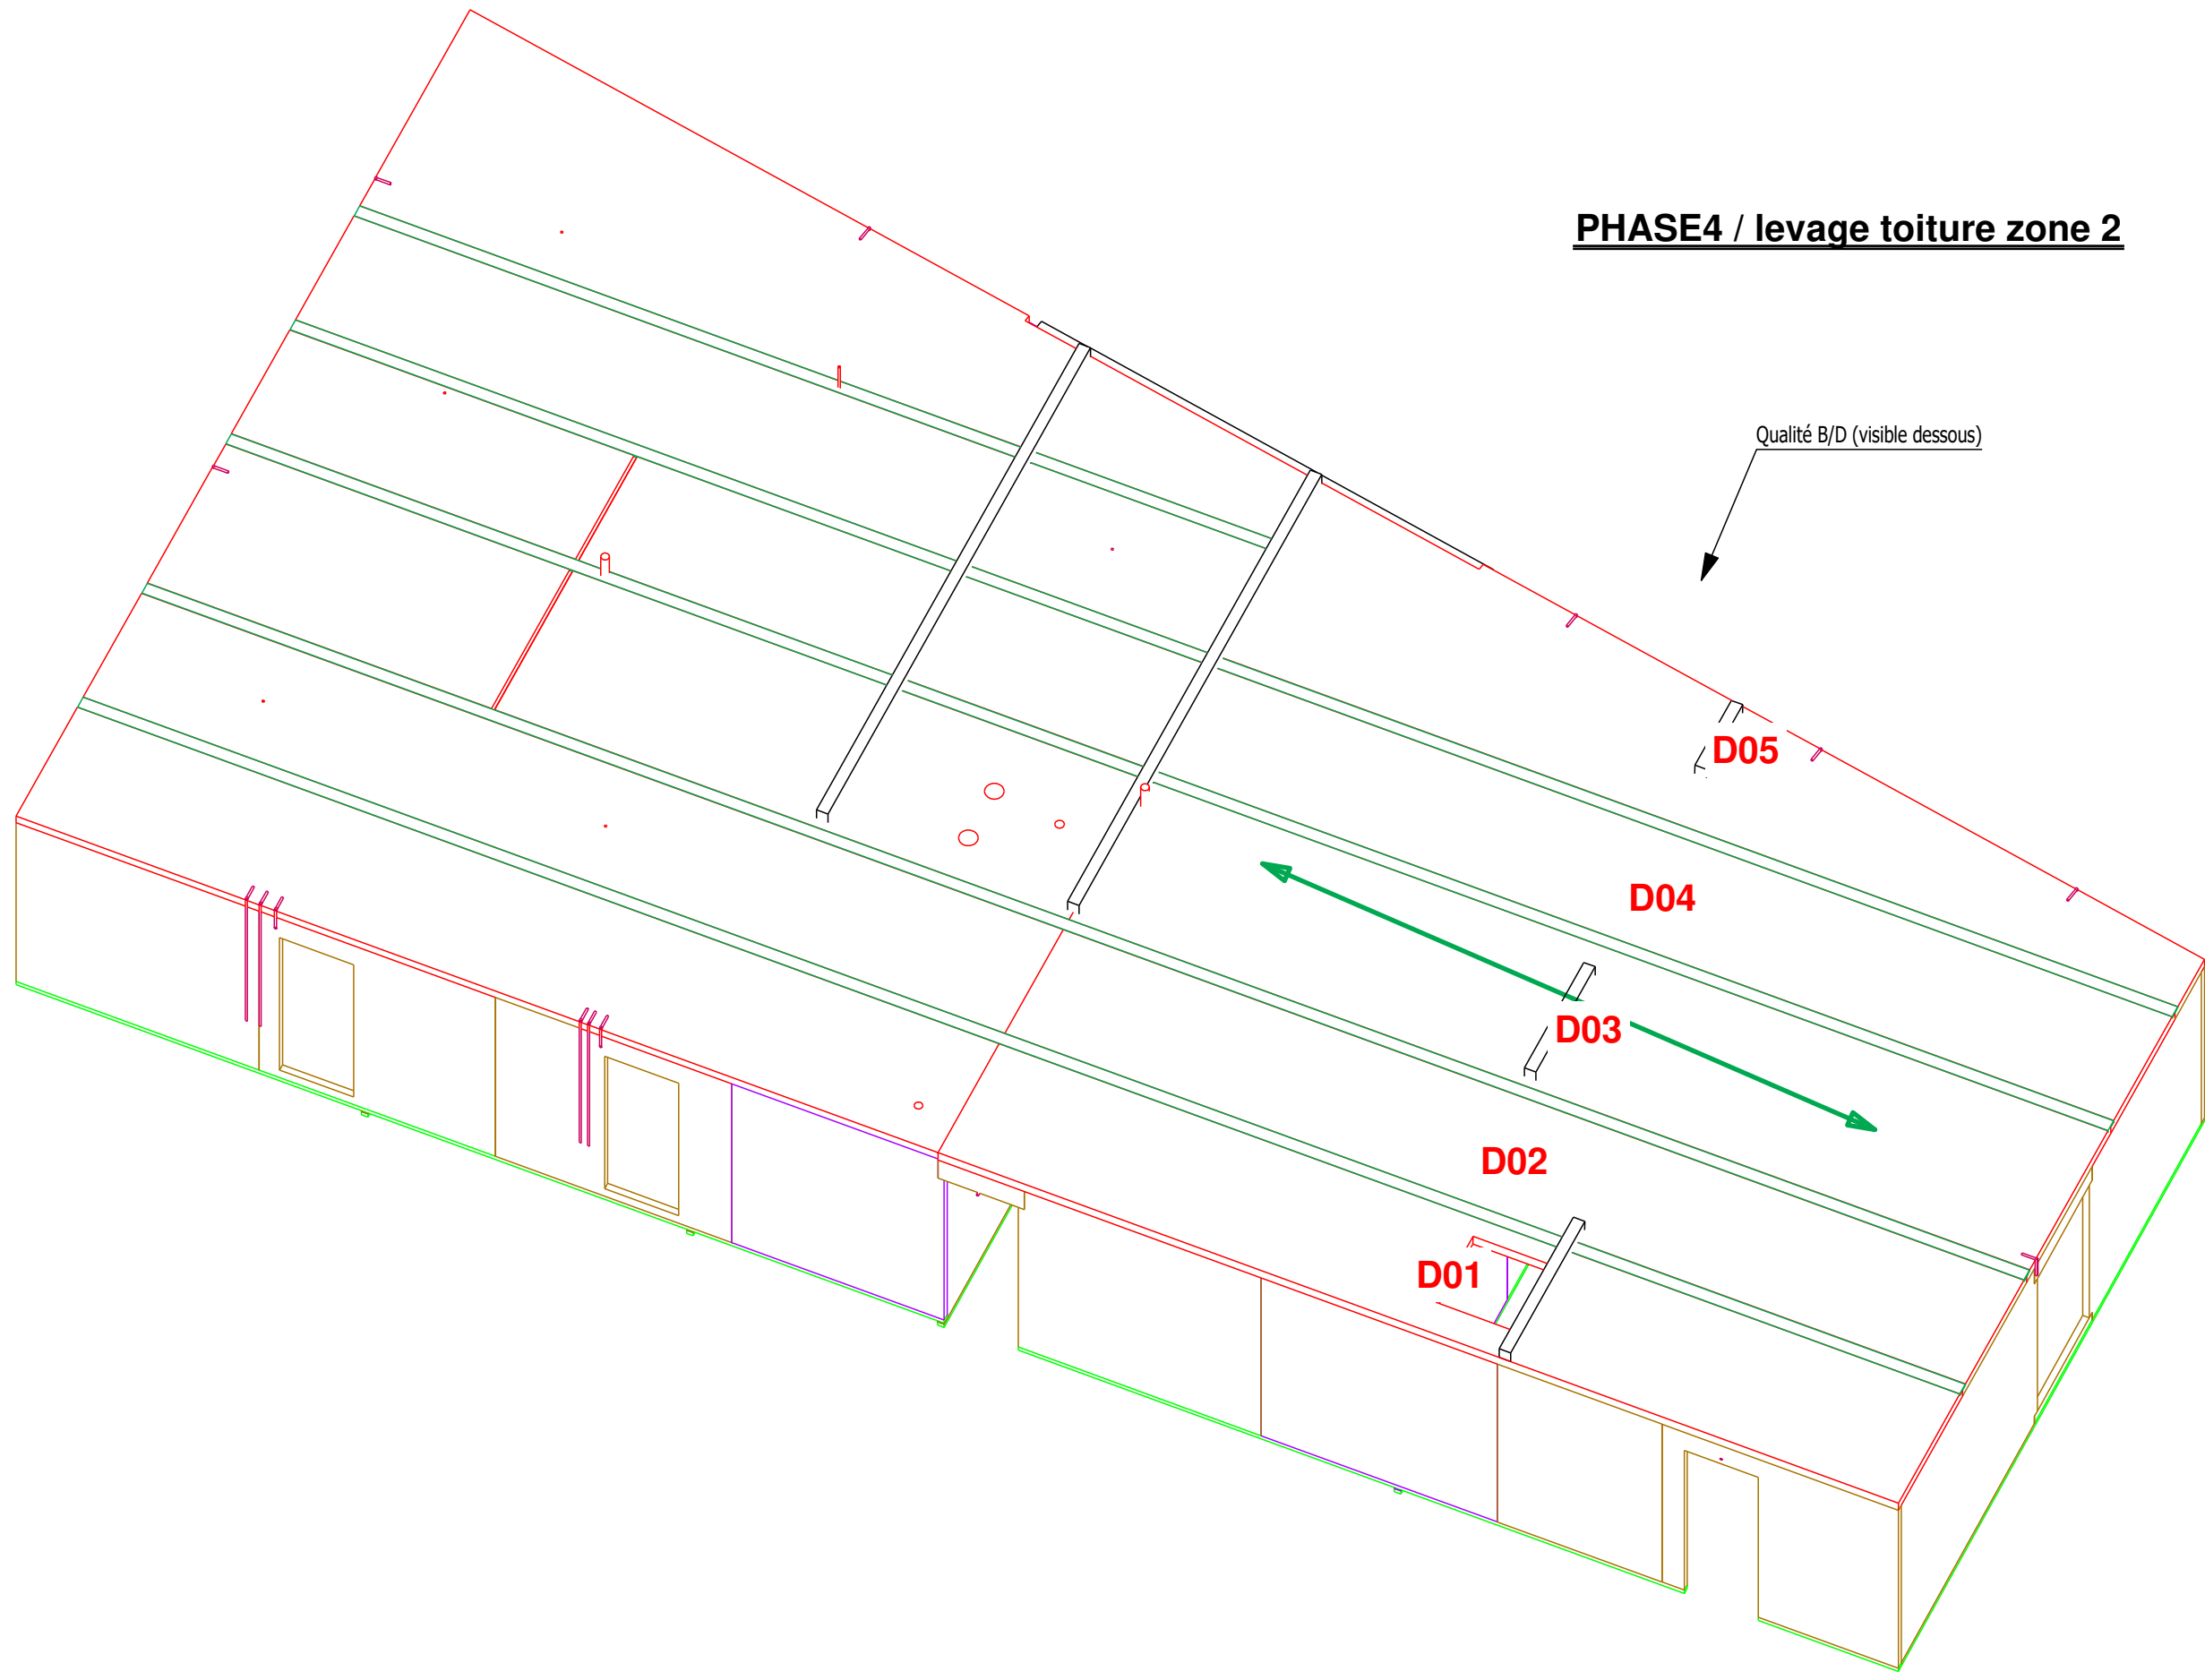 PHASE4 / levage toiture zone 2
Qualité B/D (visible dessous)
D05
D04
D03
D02
D01